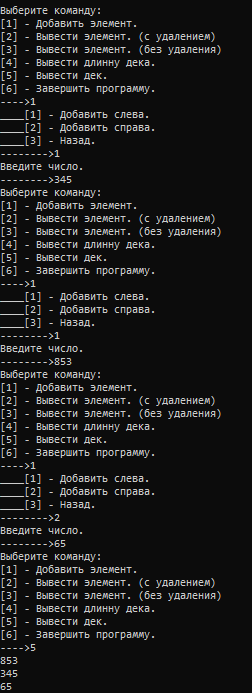 Выберите команду:
[1] - Добавить элемент.
[2] - Вывести элемент. (с удалением)
[3] - Вывести элемент. (без удаления)
[4] - Вывести длинну дека.
[5] - Вывести дек.
[6] - Завершить программу.
---->1
____[1] - Добавить слева.
____[2] - Добавить справа.
____[3] - Назад.
-------->1
Введите число.
-------->345
Выберите команду:
[1] - Добавить элемент.
[2] - Вывести элемент. (с удалением)
[3] - Вывести элемент. (без удаления)
[4] - Вывести длинну дека.
[5] - Вывести дек.
[6] - Завершить программу.
---->1
____[1] - Добавить слева.
____[2] - Добавить справа.
____[3] - Назад.
-------->1
Введите число.
-------->853
Выберите команду:
[1] - Добавить элемент.
[2] - Вывести элемент. (с удалением)
[3] - Вывести элемент. (без удаления)
[4] - Вывести длинну дека.
[5] - Вывести дек.
[6] - Завершить программу.
---->1
____[1] - Добавить слева.
____[2] - Добавить справа.
____[3] - Назад.
-------->2
Введите число.
-------->65
Выберите команду:
[1] - Добавить элемент.
[2] - Вывести элемент. (с удалением)
[3] - Вывести элемент. (без удаления)
[4] - Вывести длинну дека.
[5] - Вывести дек.
[6] - Завершить программу.
---->5
853
345
65